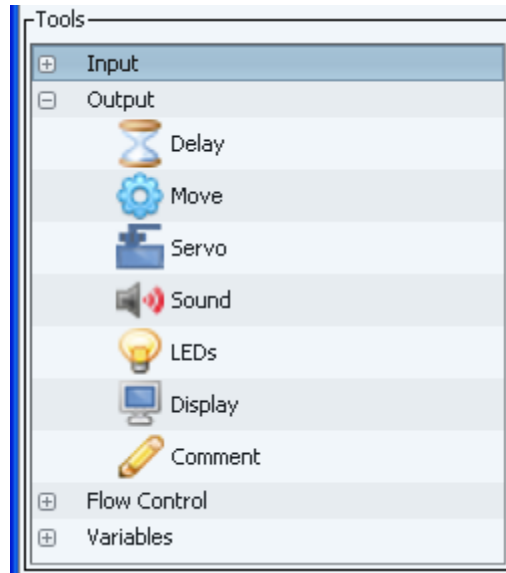 Tools
Input
Output
Delay
Move
Servo
Sound
LEDs
Display
Comment
Flow Control
Variables